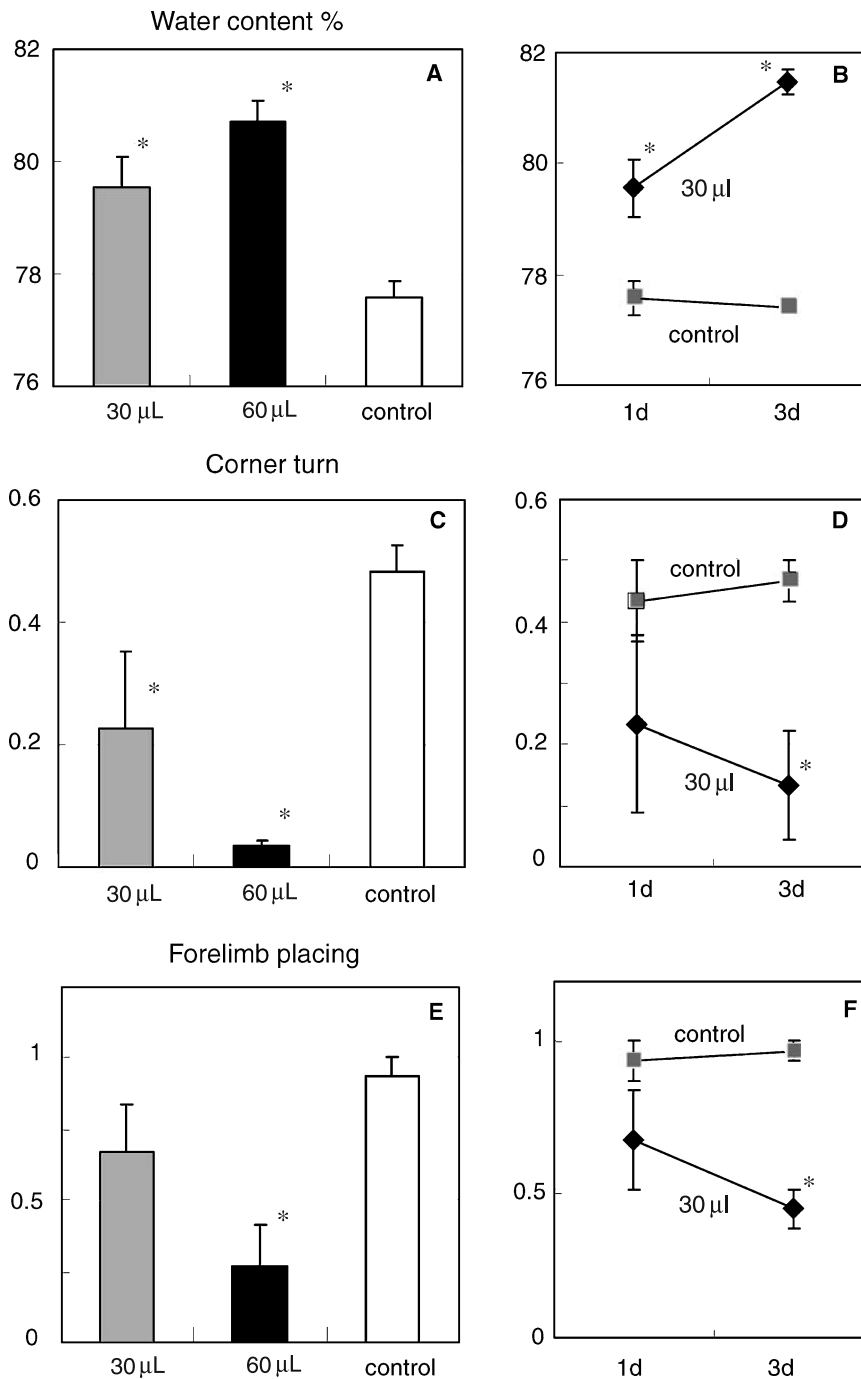 Water content %
82
80
78
76
A
*
*
30 μL
60 μL
control
82
80
78
76
B
*
*
30 μl
control
1d
3d
Corner turn
0.6
0.4
0.2
0
C
*
*
30 μL
60 μL
control
0.6
0.4
0.2
0
D
control
*
30 μl
1d
3d
Forelimb placing
1
0.5
0
E
*
30 μL
60 μL
control
1
0.5
0
F
control
*
30 μl
1d
3d